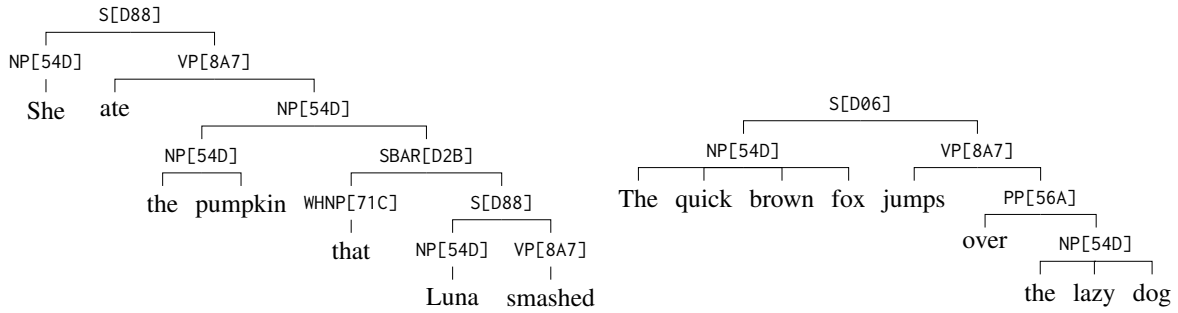 S[D88]
NP[54D] VP[8A7]
She ate NP[54D]
NP[54D] SBAR[D2B]
the pumpkin WHNP[71C] S[D88]
that NP[54D] VP[8A7]
Luna smashed
S[D06]
NP[54D] VP[8A7]
The quick brown fox jumps PP[56A]
over NP[54D]
the lazy dog